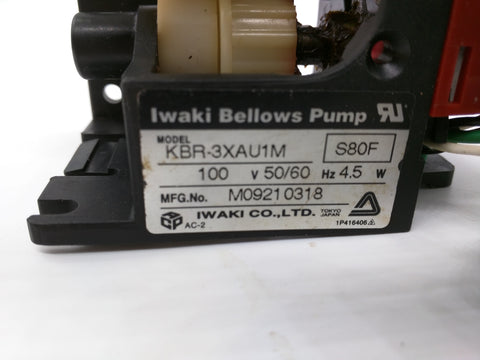 Iwaki Bellows Pump
MODEL KBR-3XAU1M S80F
100 V 50/60 Hz 4.5 W
MFG.No. M09210318
IWAKI CO.,LTD. TOKYO JAPAN
AC-2 1P416406